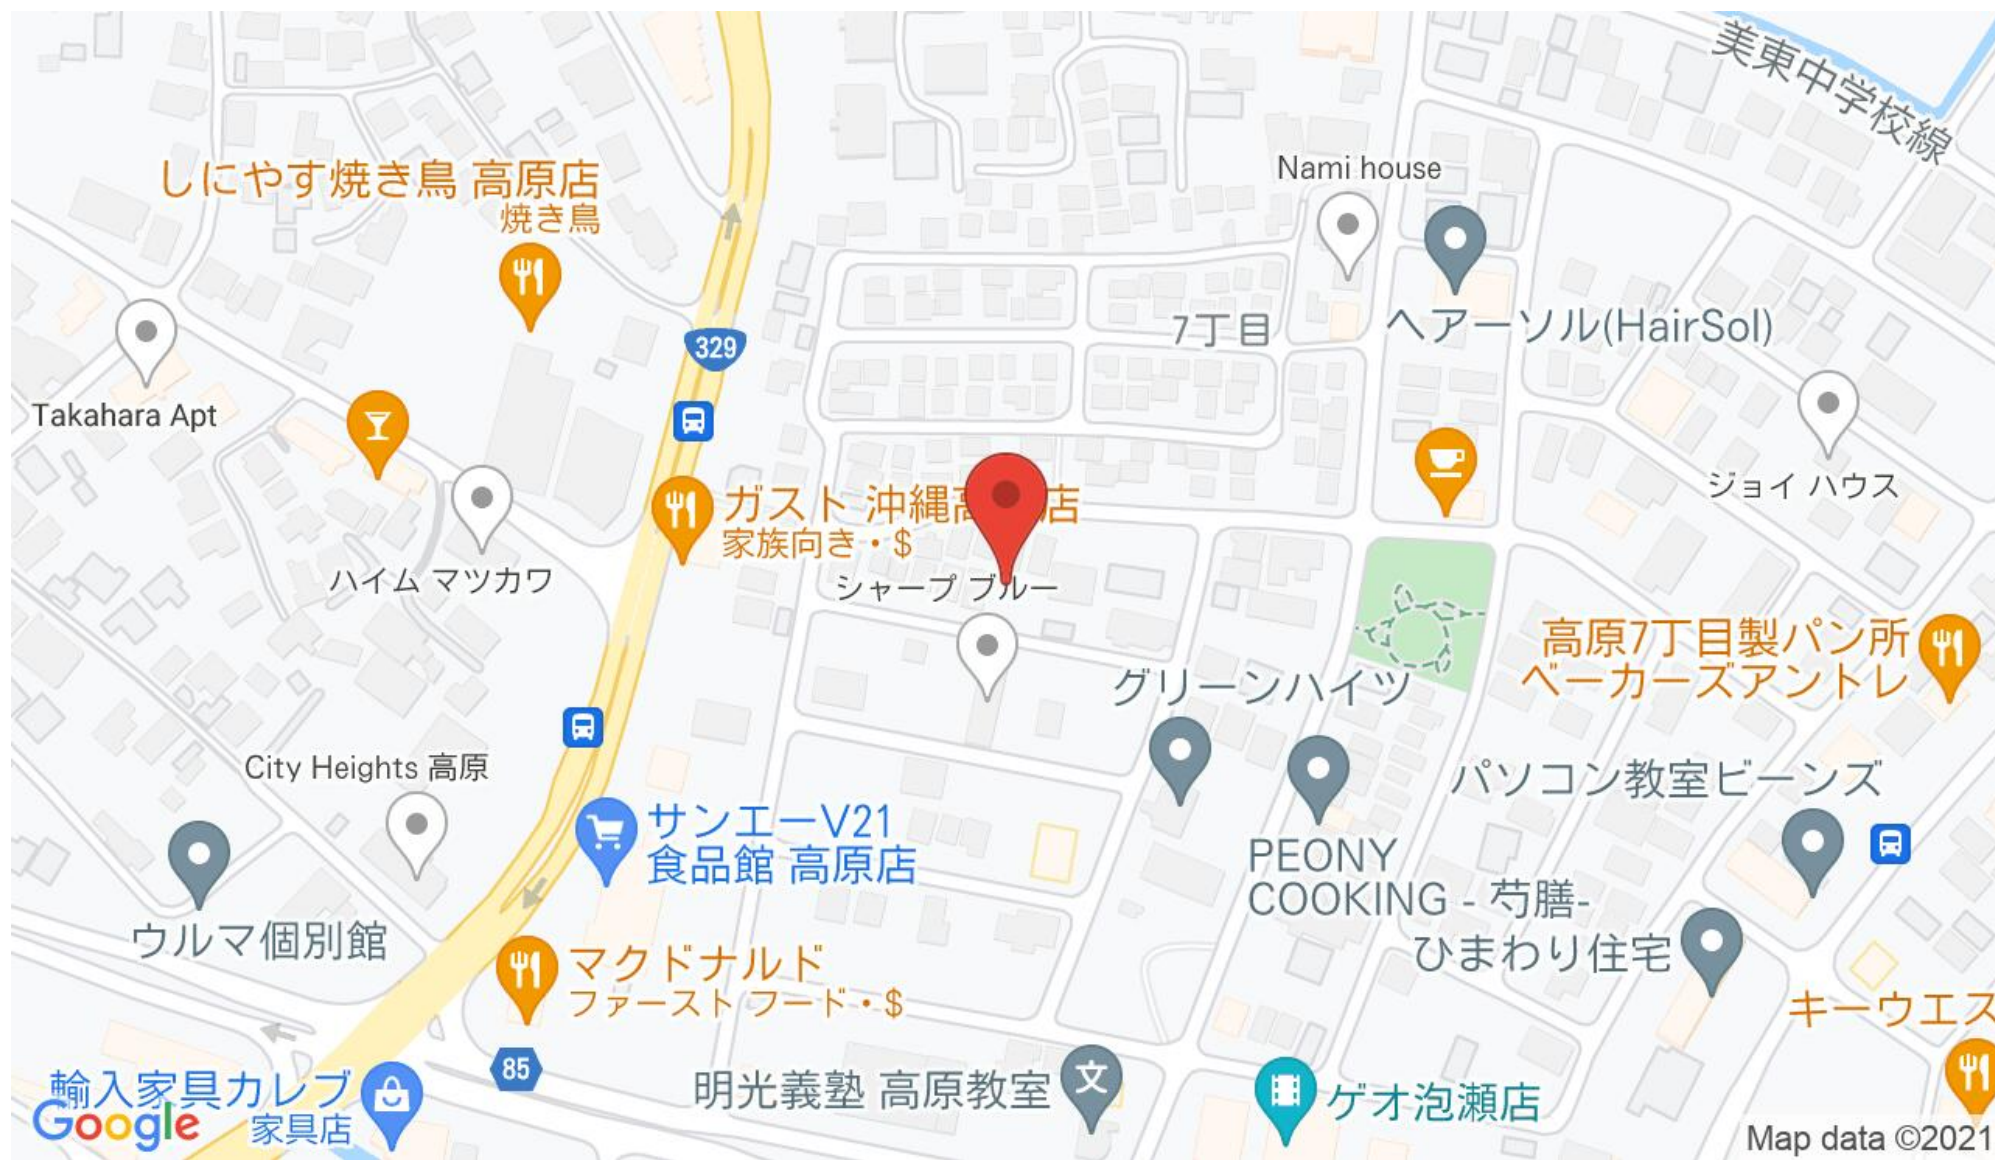 美東中学校線
しにやす焼き鳥 高原店
焼き鳥
Nami house
ヘアーソル(HairSol)
7丁目
329
Takahara Apt
ジョイ ハウス
ガスト 沖縄高
店
家族向き・$
ハイム マツカワ
シャープ ブルー
高原7丁目製パン所
ベーカーズアントレ
グリーンハイツ
City Heights 高原
パソコン教室ビーンズ
サンエーV21
食品館 高原店
PEONY
COOKING - 芍膳-
ウルマ個別館
ひまわり住宅
マクドナルド
ファースト フード・$
キーウエス
85
輸入家具カレブ
家具店
明光義塾 高原教室
文
ゲオ泡瀬店
Google
Map data ©2021